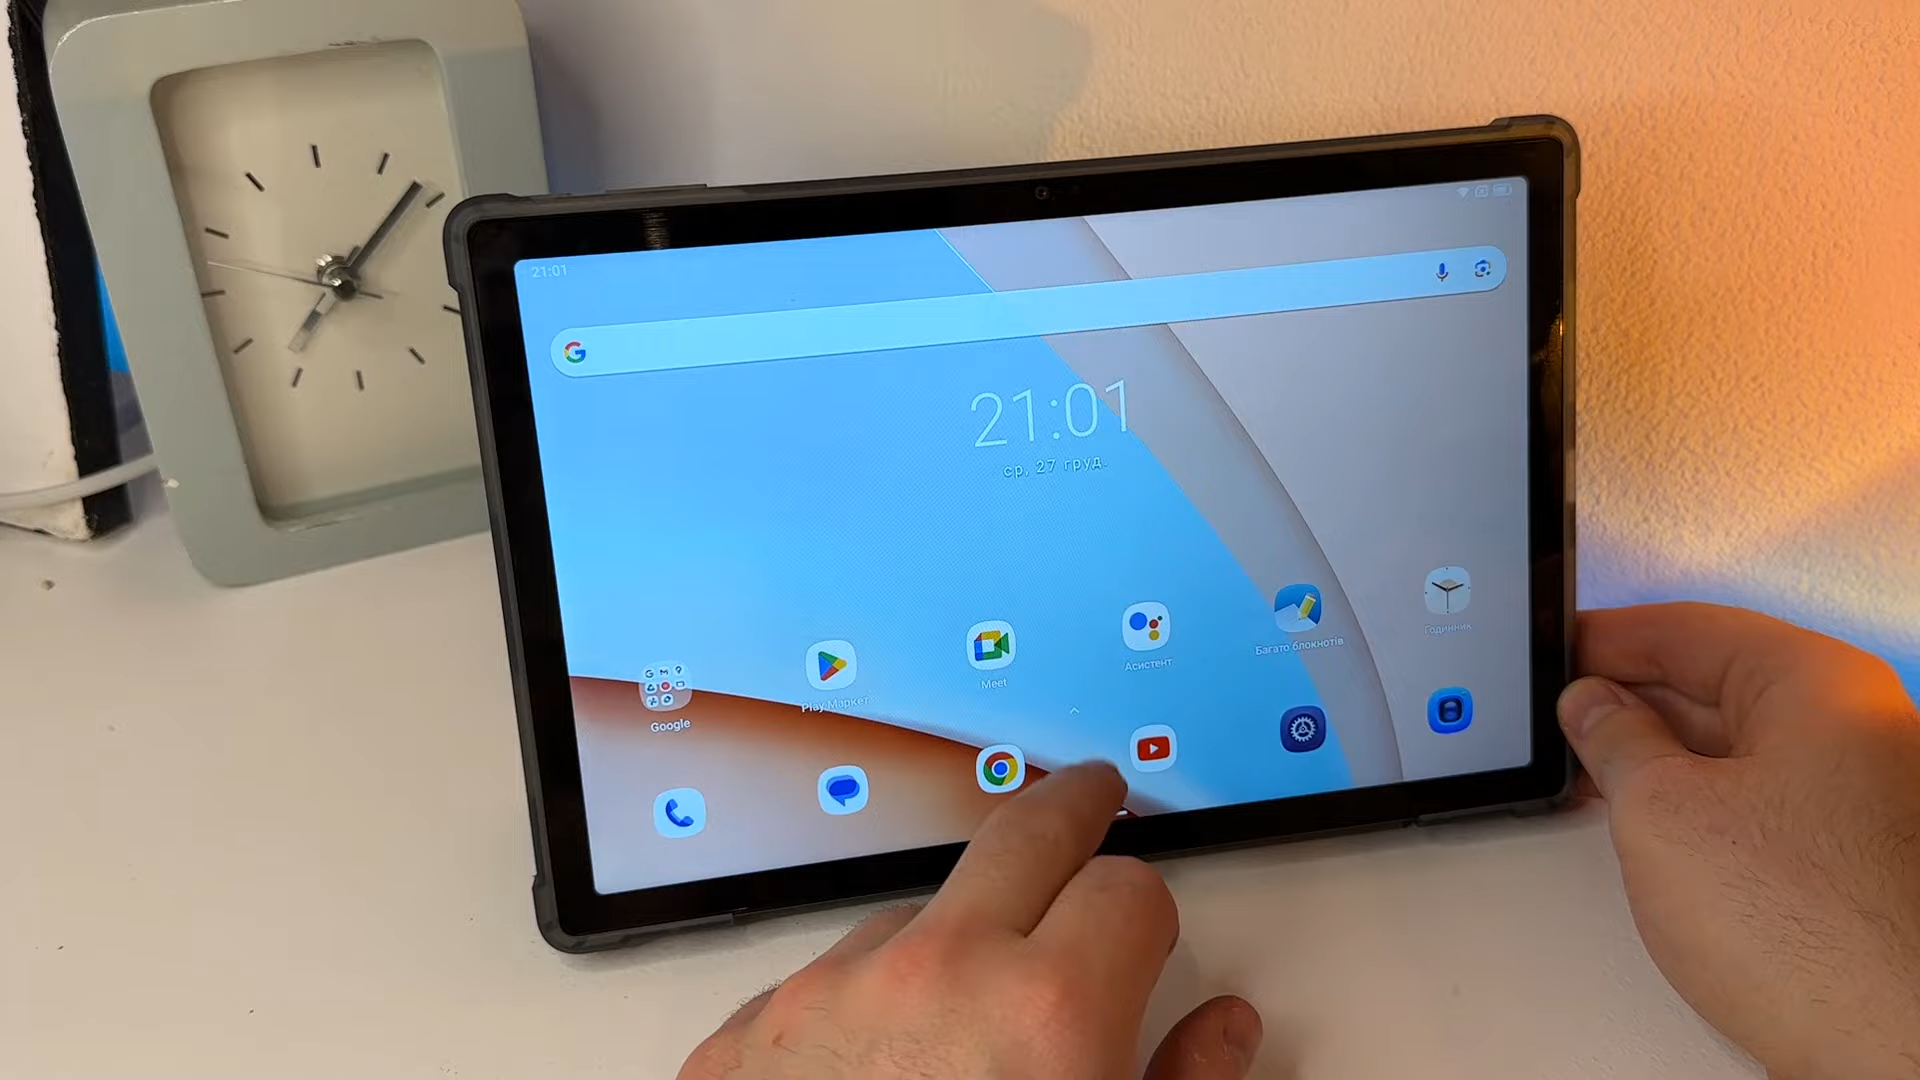 21:01
21:01
ср, 27 груд.
Google
Play Маркет
Meet
Асистент
Багато блокнотів
Годинник